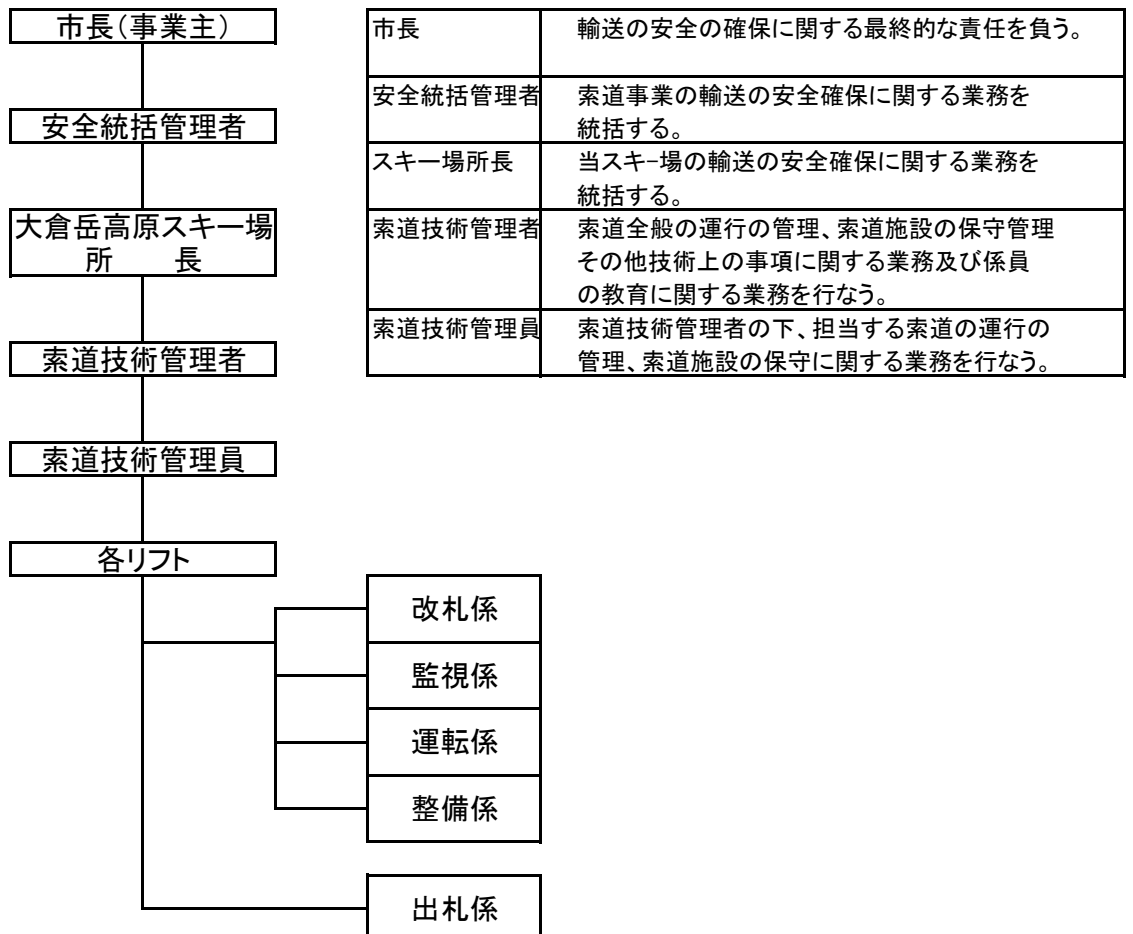 市長（事業主）
安全統括管理者
大倉岳高原スキー場
所　　長
索道技術管理者
索道技術管理員
各リフト
改札係
監視係
運転係
整備係
出札係
市長　輸送の安全の確保に関する最終的な責任を負う。
安全統括管理者　索道事業の輸送の安全確保に関する業務を
統括する。
スキー場所長　当スキ−場の輸送の安全確保に関する業務を
統括する。
索道技術管理者　索道全般の運行の管理、索道施設の保守管理
その他技術上の事項に関する業務及び係員
の教育に関する業務を行なう。
索道技術管理員　索道技術管理者の下、担当する索道の運行の
管理、索道施設の保守に関する業務を行なう。